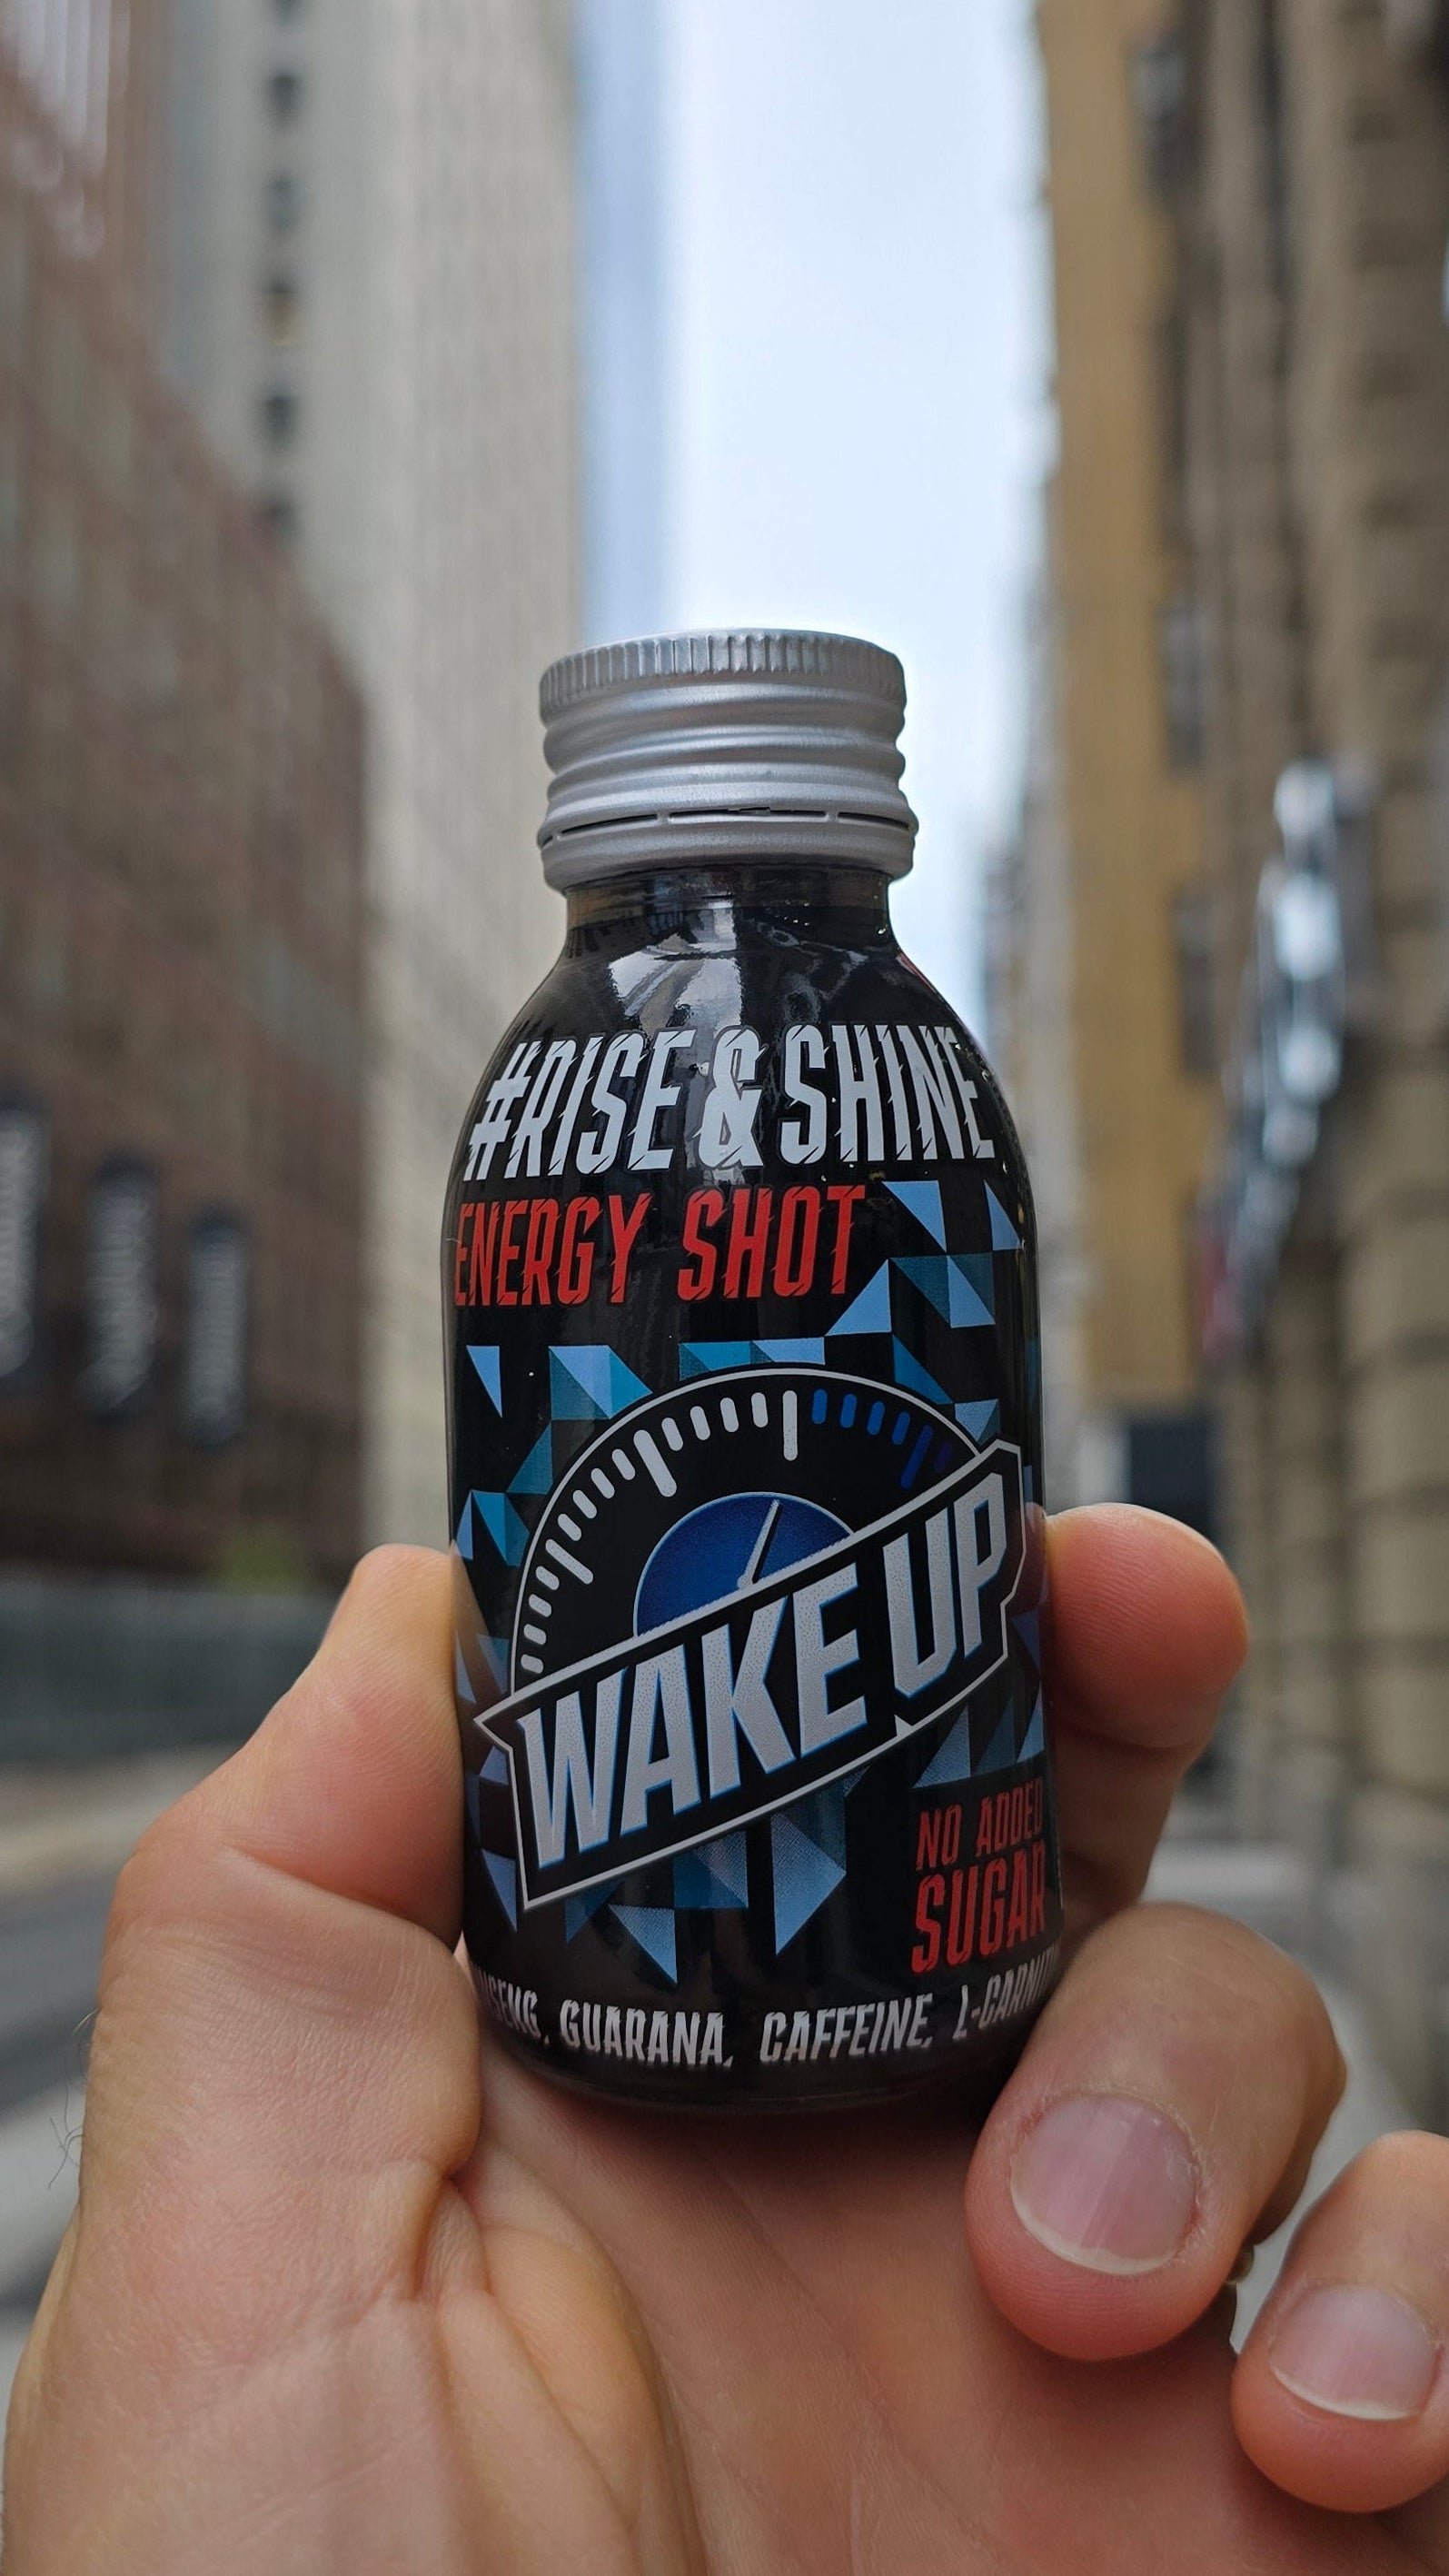 #RISE & SHINE
ENERGY SHOT
WAKE UP
NO ADDED
SUGAR
GUARANA, CAFFEINE,